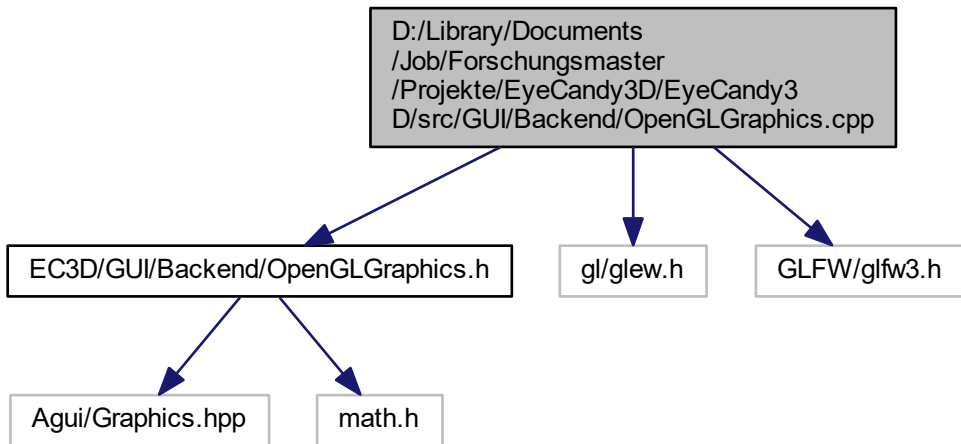 D:/Library/Documents
/Job/Forschungsmaster
/Projekte/EyeCandy3D/EyeCandy3
D/src/GUI/Backend/OpenGLGraphics.cpp
EC3D/GUI/Backend/OpenGLGraphics.h
gl/glew.h
GLFW/glfw3.h
Agui/Graphics.hpp
math.h